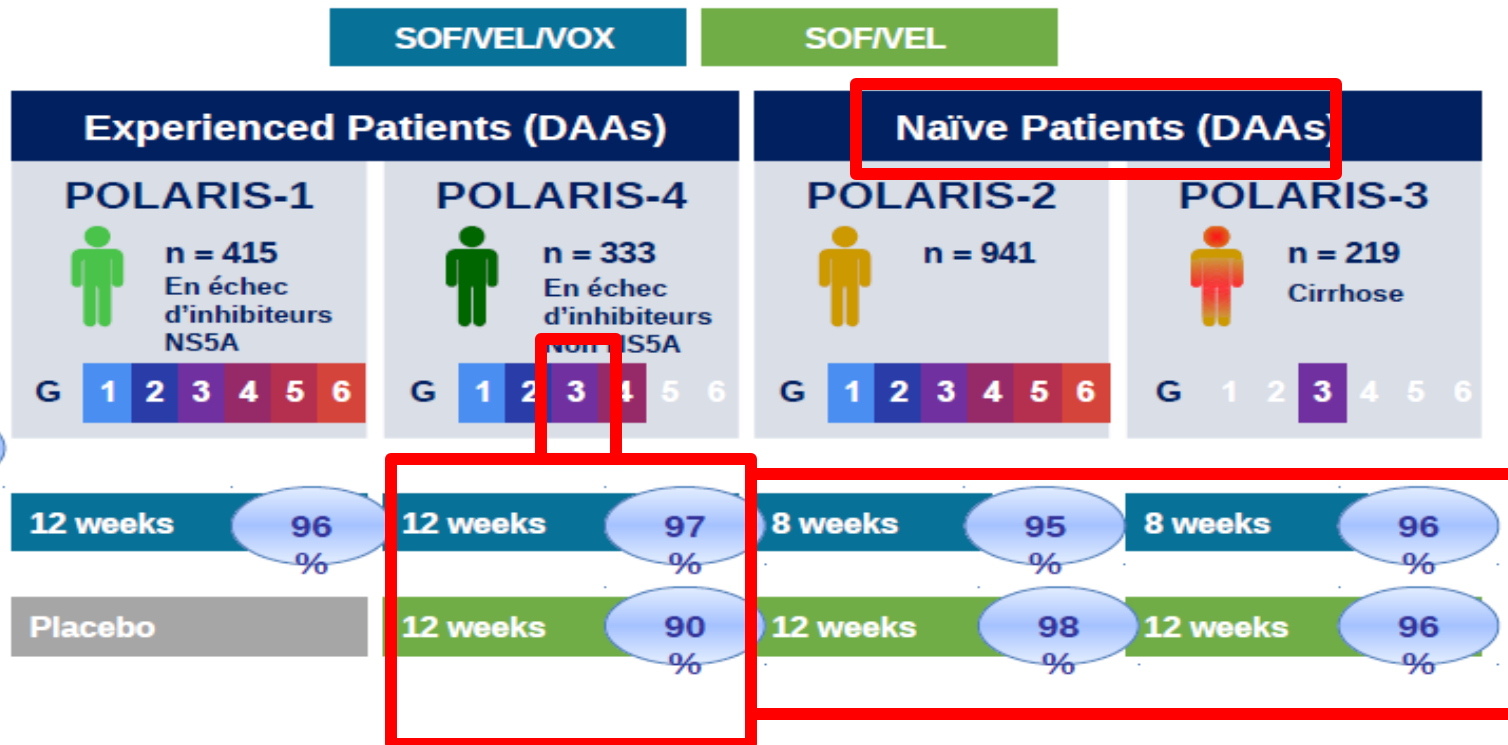 SOF/VEL/VOX
SOF/VEL
Experienced Patients (DAAs)
Naïve Patients (DAAs)
POLARIS-1
n = 415
En échec
d’inhibiteurs
NS5A
G 1 2 3 4 5 6
POLARIS-4
n = 333
En échec
d’inhibiteurs
Non NS5A
G 1 2 3 4 5 6
POLARIS-2
n = 941
G 1 2 3 4 5 6
POLARIS-3
n = 219
Cirrhose
G 1 2 3 4 5 6
12 weeks 96 %
12 weeks 97 %
8 weeks 95 %
8 weeks 96 %
Placebo
12 weeks 90 %
12 weeks 98 %
12 weeks 96 %